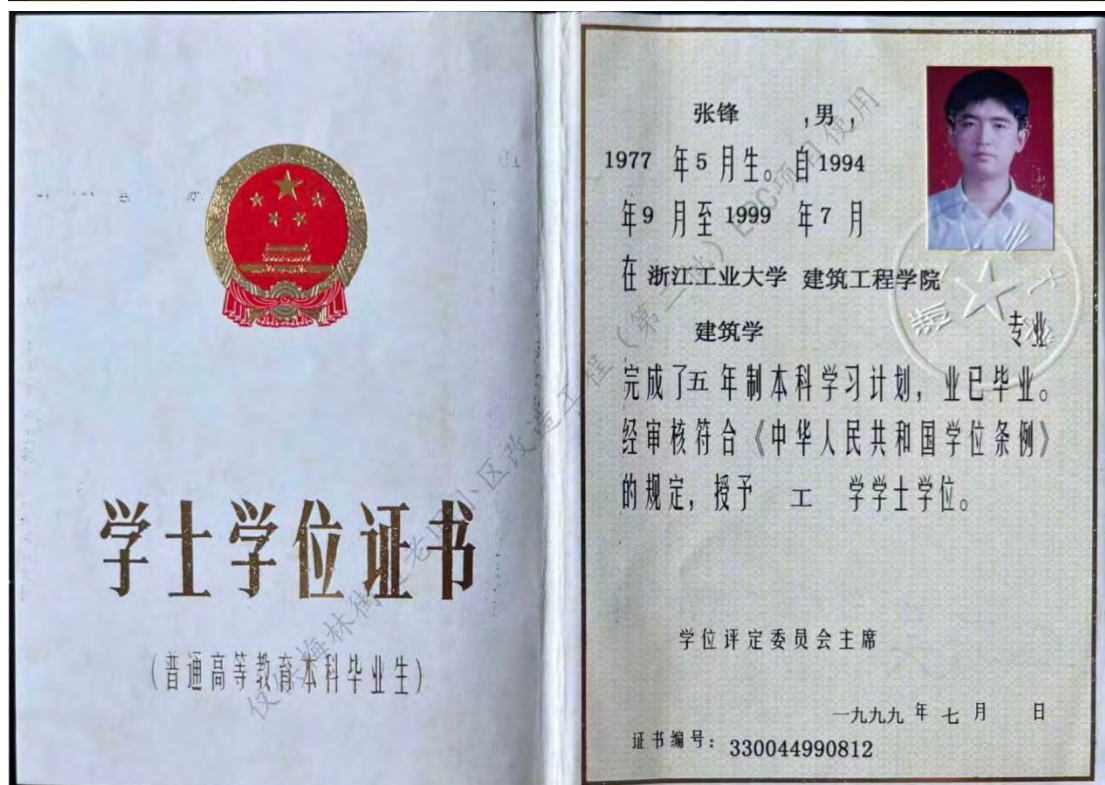 学士学位证书
(普通高等教育本科毕业生)
张锋 ,男,
1977 年5 月生。自1994
年9 月至 1999 年7 月
在 浙江工业大学 建筑工程学院
建筑学 专业
完成了五年制本科学习计划，业已毕业。
经审核符合《中华人民共和国学位条例》
的规定，授予 工 学学士学位。
学位评定委员会主席
一九九九 年 七 月 日
证书编号：330044990812